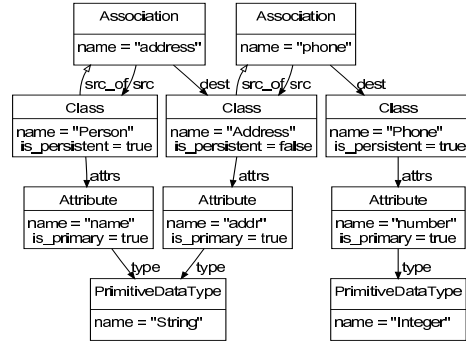 Association
Association
name = "address"
name = "phone"
src_of
src
dest
src_of
src
dest
Class
Class
Class
name = "Person"
is_persistent = true
name = "Address"
is_persistent = false
name = "Phone"
is_persistent = true
attrs
attrs
attrs
Attribute
Attribute
Attribute
name = "name"
is_primary = true
name = "addr"
is_primary = true
name = "number"
is_primary = true
type
type
type
PrimitiveDataType
PrimitiveDataType
name = "String"
name = "Integer"